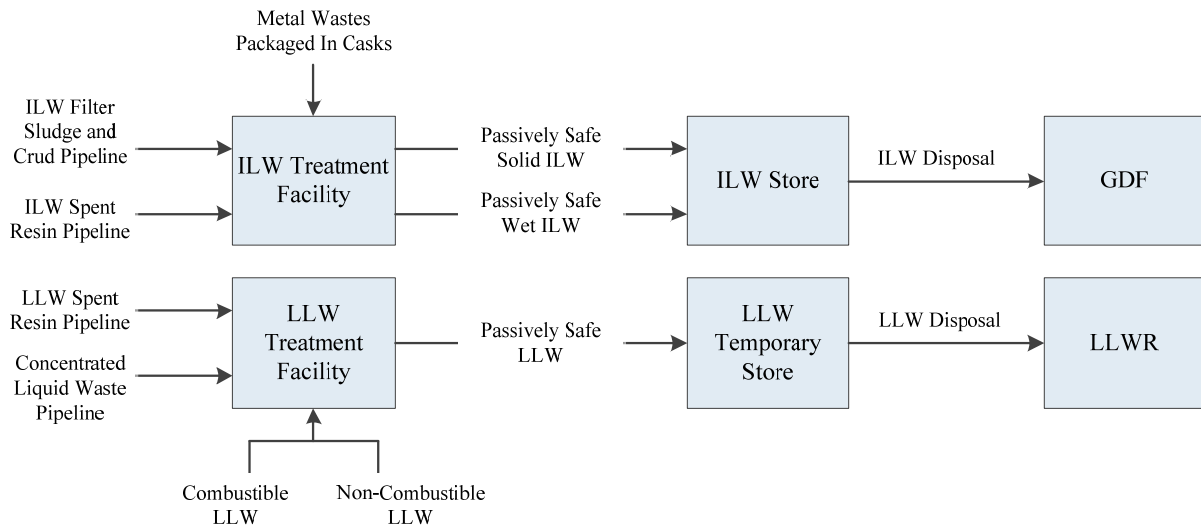 Metal Wastes
Packaged In Casks
ILW Filter
Sludge and
Crud Pipeline
ILW Spent
Resin Pipeline
ILW Treatment
Facility
Passively Safe
Solid ILW
Passively Safe
Wet ILW
ILW Store
ILW Disposal
GDF
LLW Spent
Resin Pipeline
Concentrated
Liquid Waste
Pipeline
LLW
Treatment
Facility
Passively Safe
LLW
LLW
Temporary
Store
LLW Disposal
LLWR
Combustible
LLW
Non-Combustible
LLW